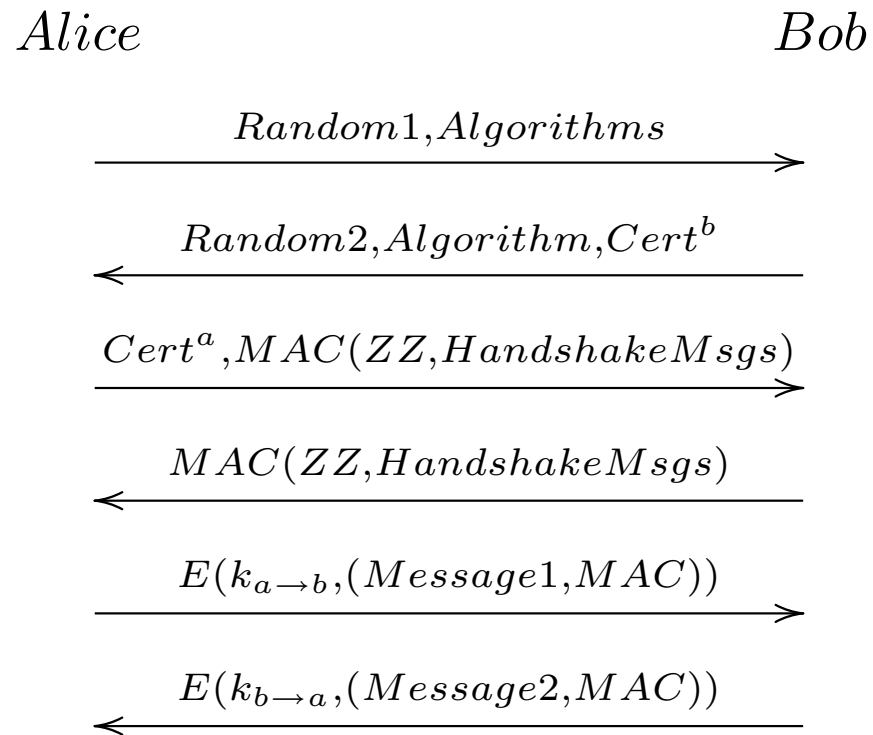 Alice Bob
Random1,Algorithms
Random2,Algorithm,Cert^b
Cert^a,MAC(ZZ,HandshakeMsgs)
MAC(ZZ,HandshakeMsgs)
E(k_{a→b},(Message1,MAC))
E(k_{b→a},(Message2,MAC))